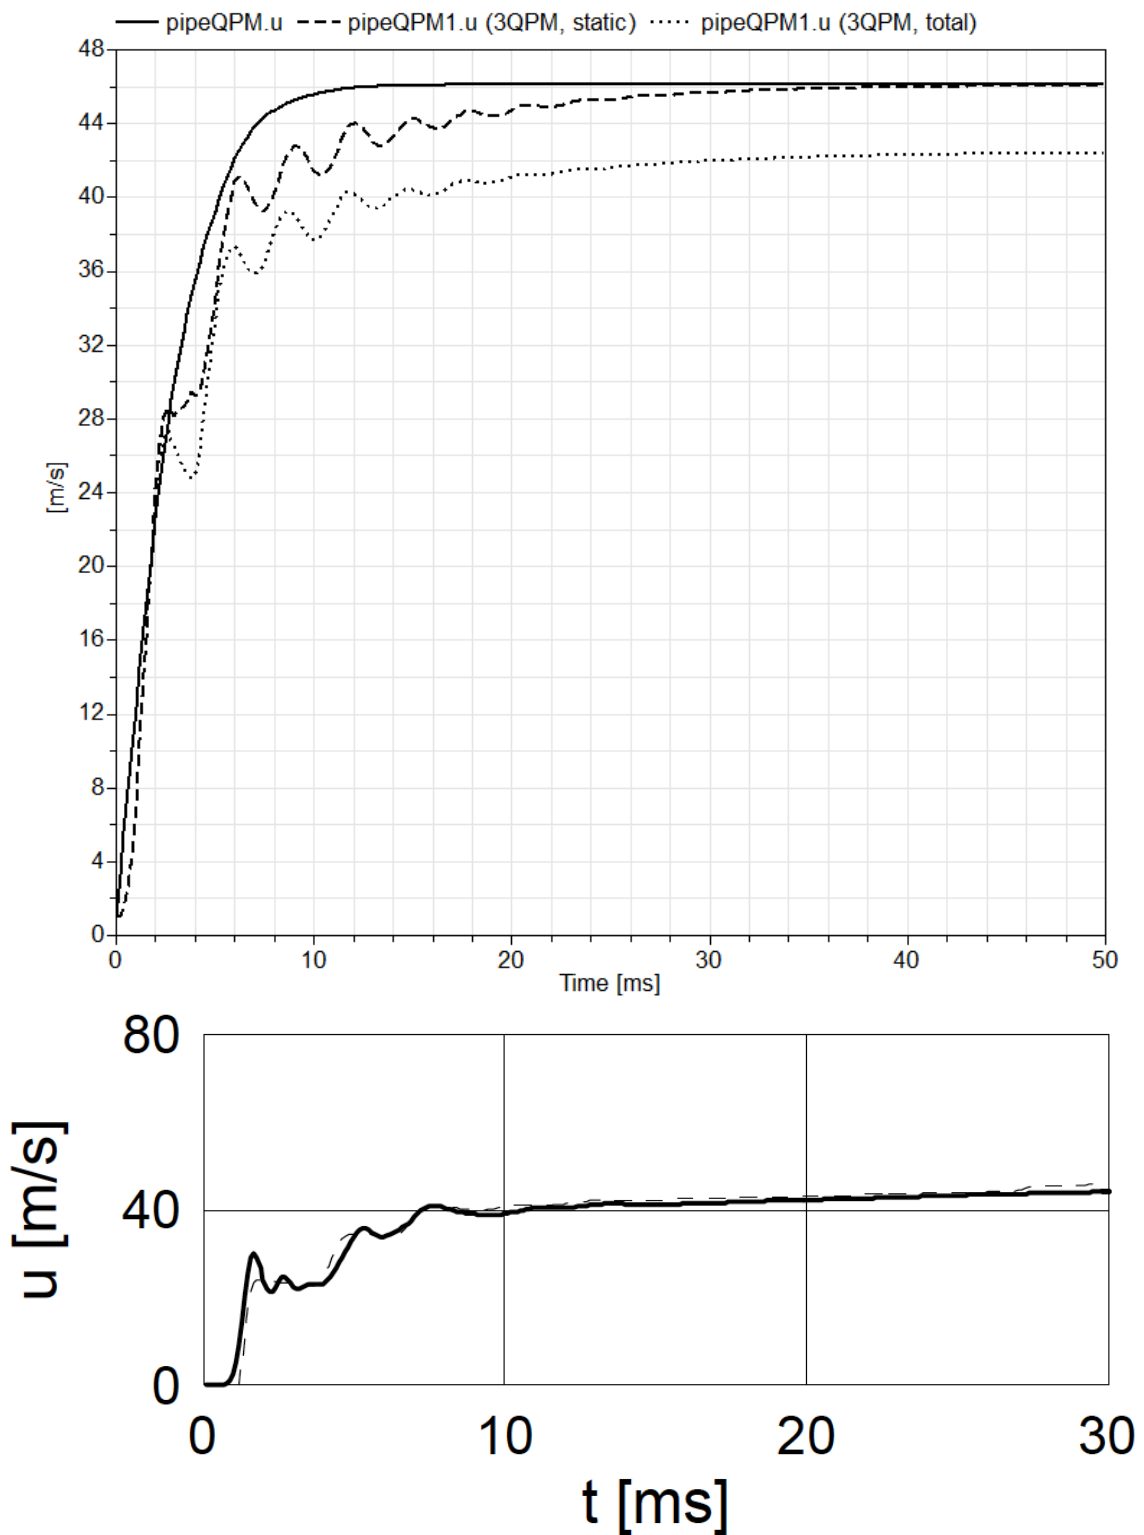 pipeQPM.u pipeQPM1.u (3QPM, static) pipeQPM1.u (3QPM, total)
48
44
40
36
32
28
[m/s]
24
20
16
12
8
4
0
0 10 20 30 40 50
Time [ms]
80
u [m/s]
40
0
0 10 20 30
t [ms]